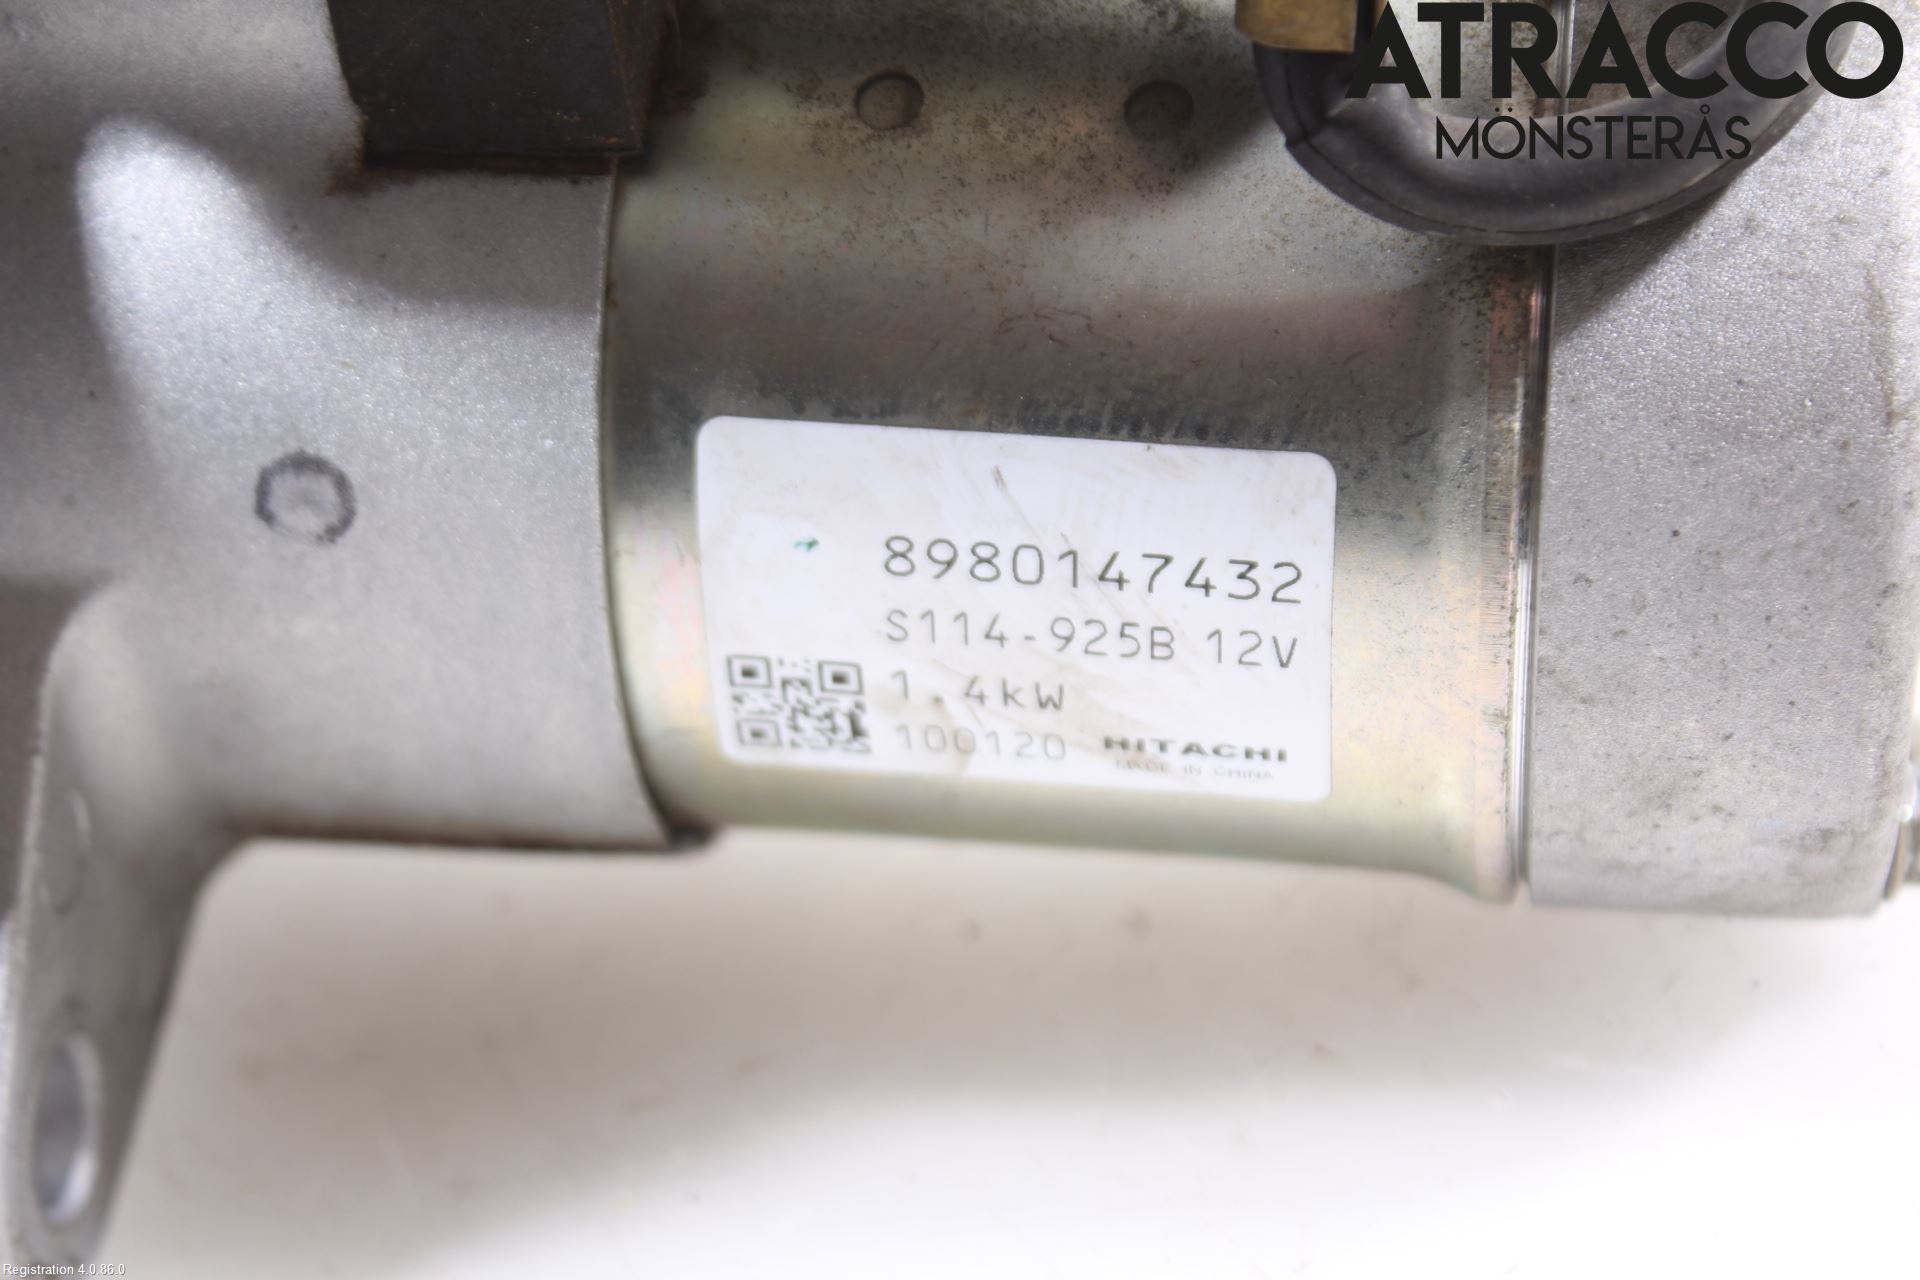 ATRACCO
MÖNSTERÅS
8980147432
S114-925B 12V
1.4kW
100120 HITACHI
MADE IN CHINA
Registration 4.0.86.0